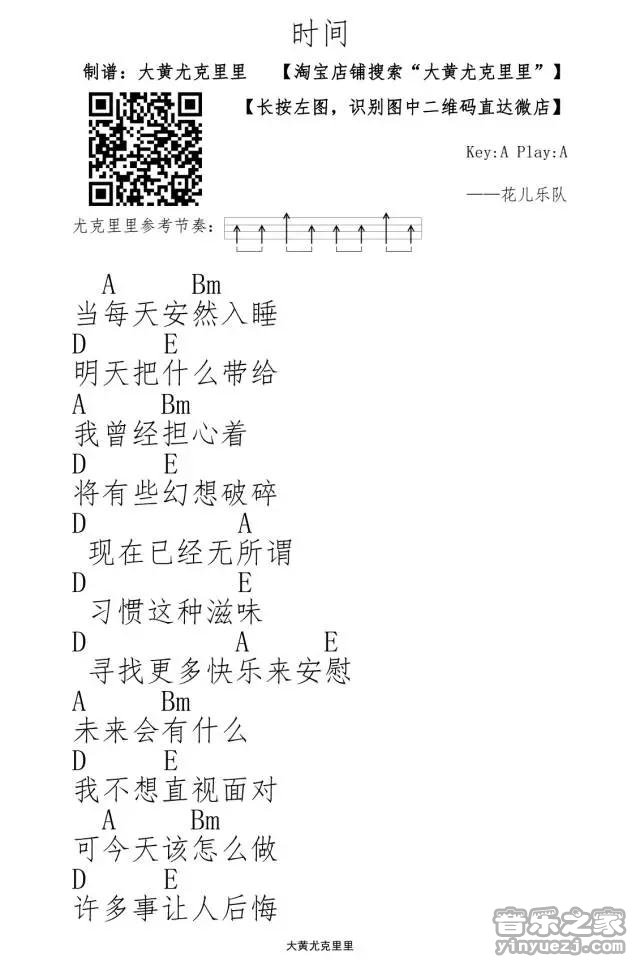 时间
制谱：大黄尤克里里 【淘宝店铺搜索“大黄尤克里里”】
【长按左图，识别图中二维码直达微店】
Key:A Play:A
——花儿乐队
尤克里里参考节奏：
A Bm
当每天安然入睡
D E
明天把什么带给
A Bm
我曾经担心着
D E
将有些幻想破碎
D A
现在已经无所谓
D E
习惯这种滋味
D A E
寻找更多快乐来安慰
A Bm
未来会有什么
D E
我不想直视面对
A Bm
可今天该怎么做
D E
许多事让人后悔
大黄尤克里里
音乐之家
yinyuezj.com